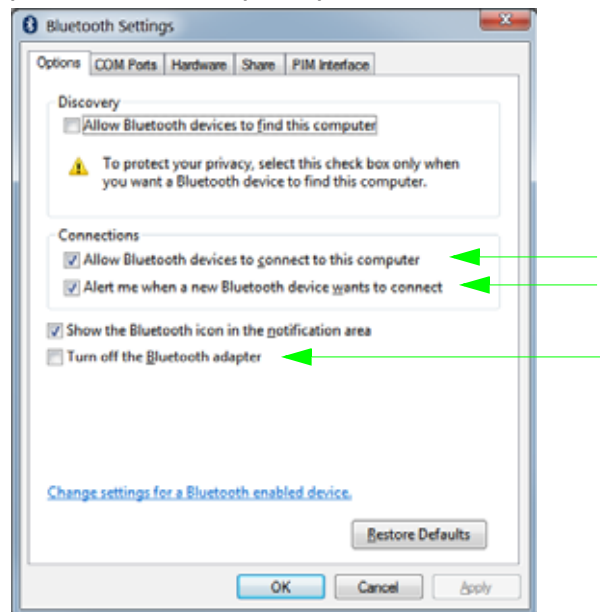 Bluetooth Settings
Options COM Ports Hardware Share PIM Interface
Discovery
Allow Bluetooth devices to find this computer
To protect your privacy, select this check box only when
you want a Bluetooth device to find this computer.
Connections
Allow Bluetooth devices to connect to this computer
Alert me when a new Bluetooth device wants to connect
Show the Bluetooth icon in the notification area
Turn off the Bluetooth adapter
Change settings for a Bluetooth enabled device.
Restore Defaults
OK Cancel Apply